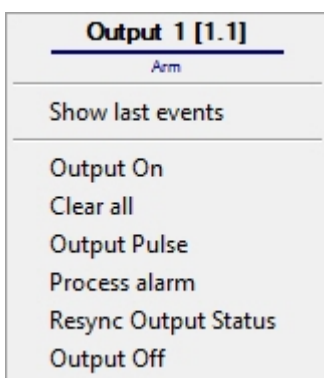 Output 1 [1.1]
Arm
Show last events
Output On
Clear all
Output Pulse
Process alarm
Resync Output Status
Output Off